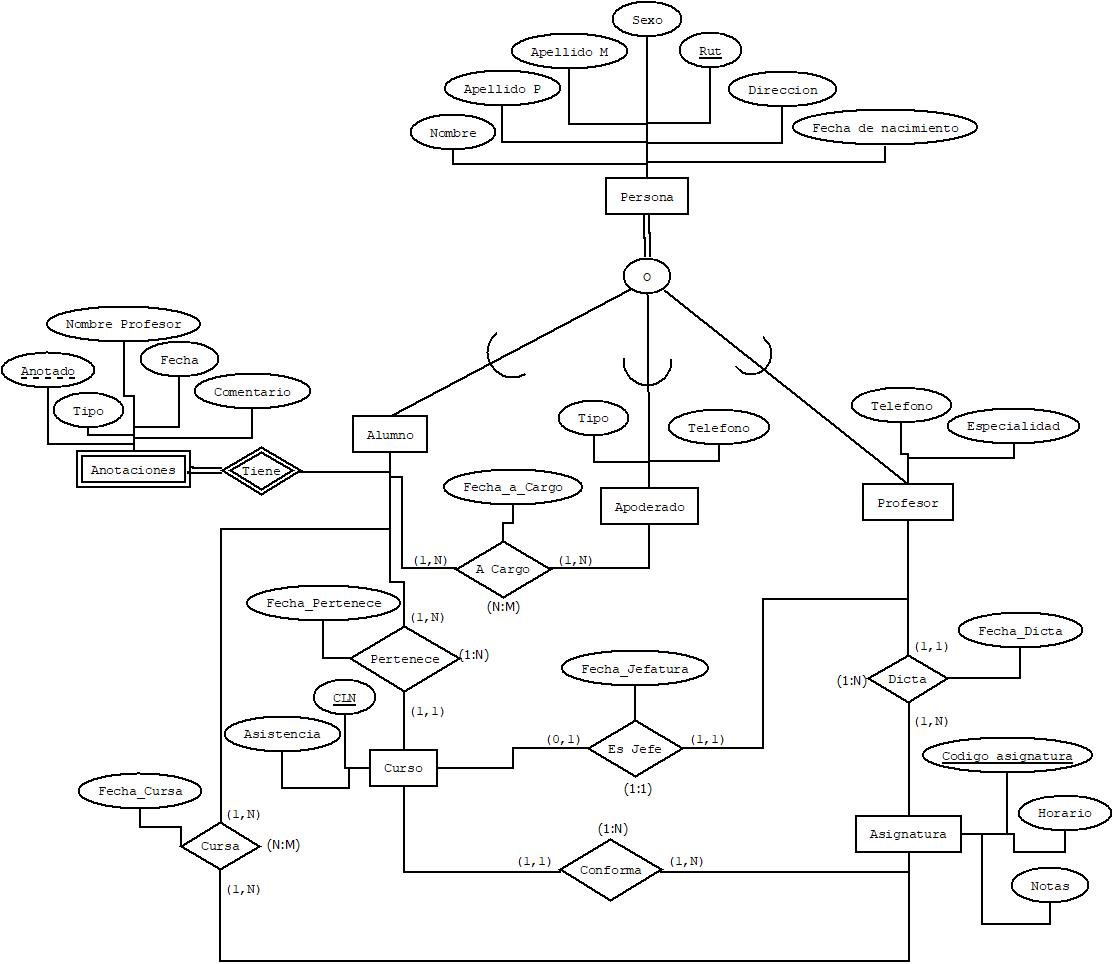 Sexo
Apellido M
Rut
Apellido P
Direccion
Nombre
Fecha de nacimiento
Persona
O
Nombre Profesor
Fecha
Anotado
Comentario
Tipo
Anotaciones
Tiene
Alumno
Tipo
Telefono
Telefono
Especialidad
Fecha_a_Cargo
Apoderado
Profesor
(1,N)
A Cargo
(1,N)
(N:M)
Fecha_Pertenece
(1,N)
Pertenece
(1:N)
(1,1)
Fecha_Dicta
(1,1)
(1:N)
Dicta
(1,N)
Fecha_Jefatura
CLN
Asistencia
Curso
(0,1)
Es Jefe
(1,1)
(1:1)
Codigo asignatura
Fecha_Cursa
(1,N)
Cursa
(N:M)
(1,N)
Horario
Asignatura
Notas
(1:N)
(1,1)
Conforma
(1,N)